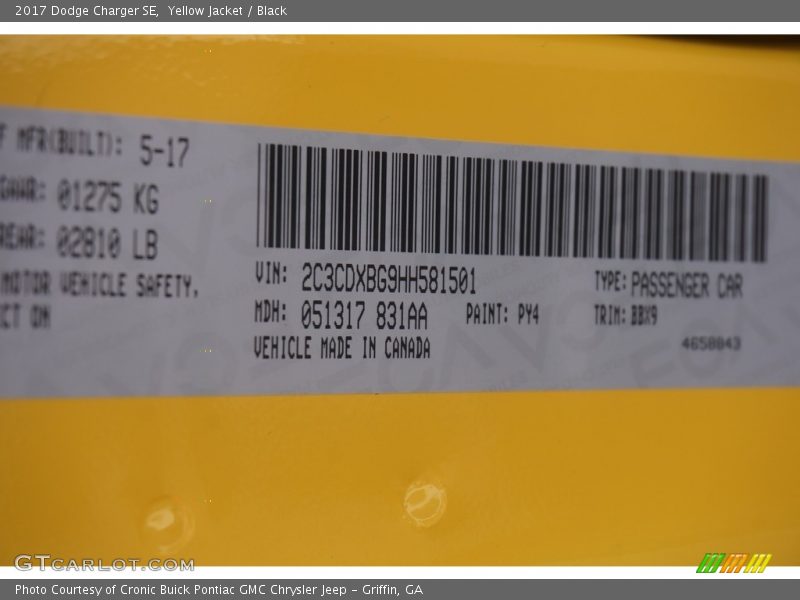 2017 Dodge Charger SE, Yellow Jacket / Black
F MFR(BUILT): 5-17
GAWR: 01275 KG
REAR: 02810 LB
MOTOR VEHICLE SAFETY,
ECT ON
VIN: 2C3CDXBG9HH581501
TYPE: PASSENGER CAR
MDH: 051317 831AA
PAINT: PY4
TRIM: BBX9
VEHICLE MADE IN CANADA
4658843
GTCARLOT.COM
Photo Courtesy of Cronic Buick Pontiac GMC Chrysler Jeep - Griffin, GA